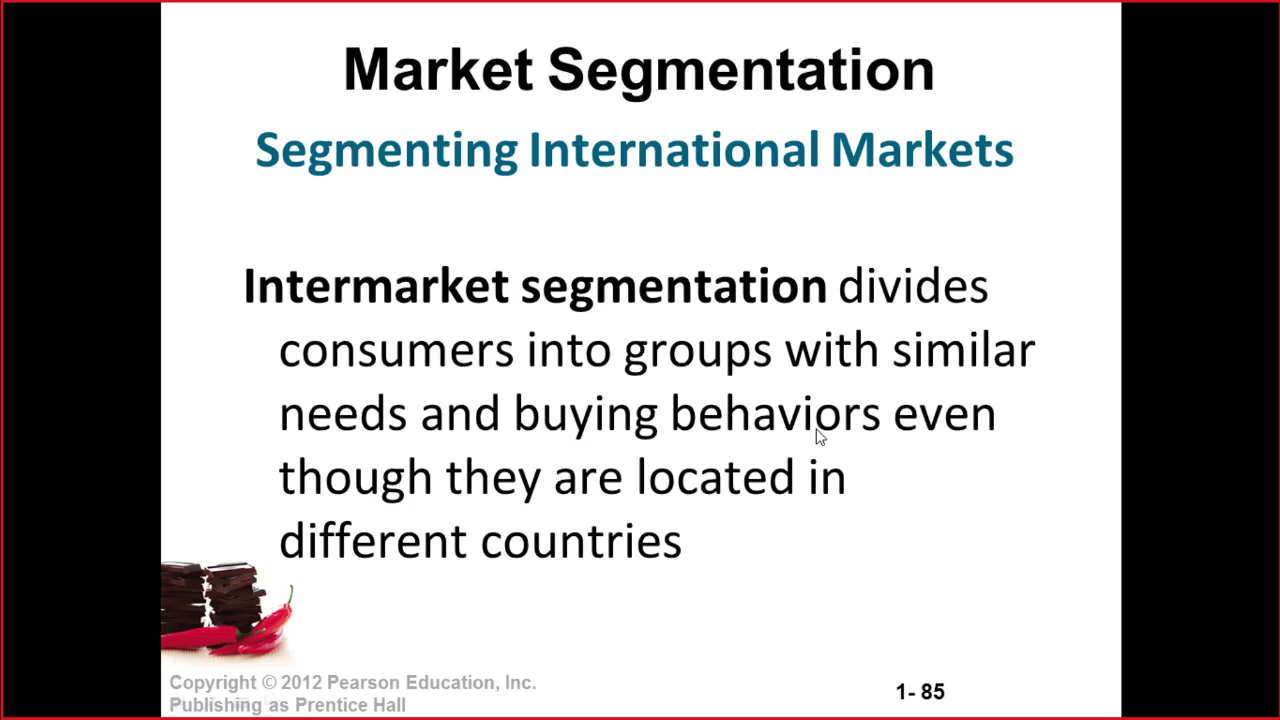 Market Segmentation
Segmenting International Markets
Intermarket segmentation divides
consumers into groups with similar
needs and buying behaviors even
though they are located in
different countries
Copyright © 2012 Pearson Education, Inc.
Publishing as Prentice Hall
1- 85